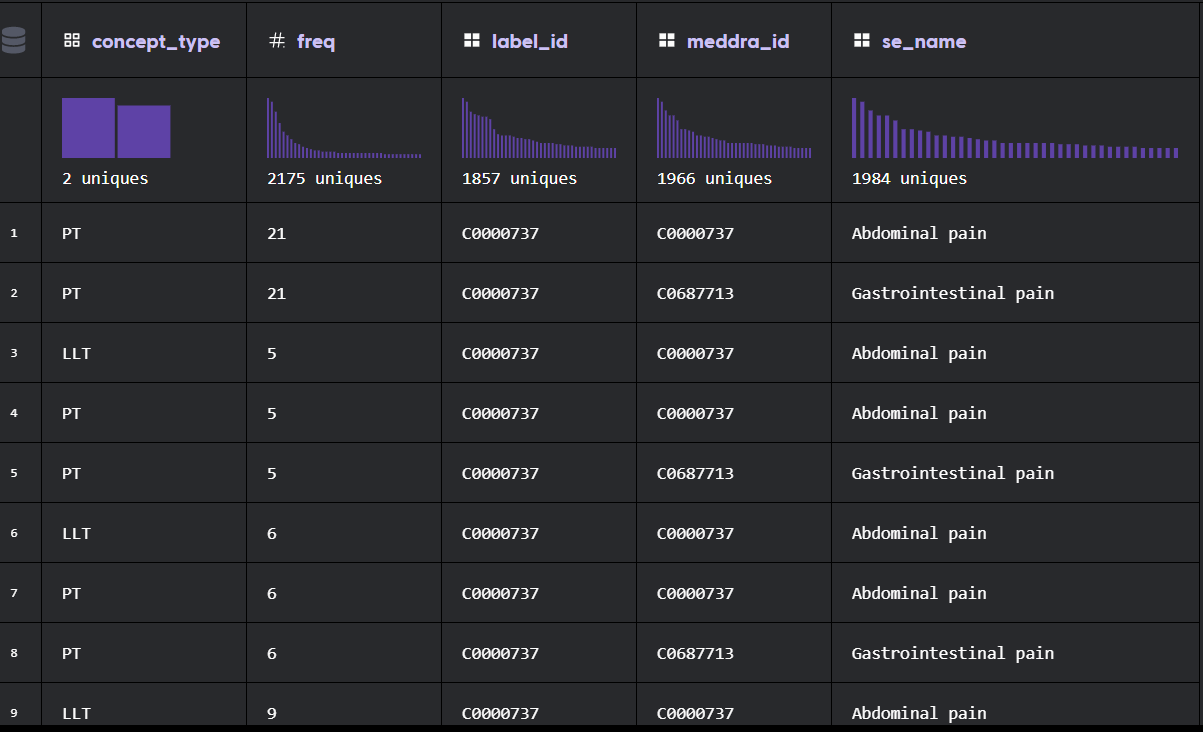 concept_type # freq label_id meddra_id se_name
2 uniques 2175 uniques 1857 uniques 1966 uniques 1984 uniques
1 PT 21 C0000737 C0000737 Abdominal pain
2 PT 21 C0000737 C0687713 Gastrointestinal pain
3 LLT 5 C0000737 C0000737 Abdominal pain
4 PT 5 C0000737 C0000737 Abdominal pain
5 PT 5 C0000737 C0687713 Gastrointestinal pain
6 LLT 6 C0000737 C0000737 Abdominal pain
7 PT 6 C0000737 C0000737 Abdominal pain
8 PT 6 C0000737 C0687713 Gastrointestinal pain
9 LLT 9 C0000737 C0000737 Abdominal pain